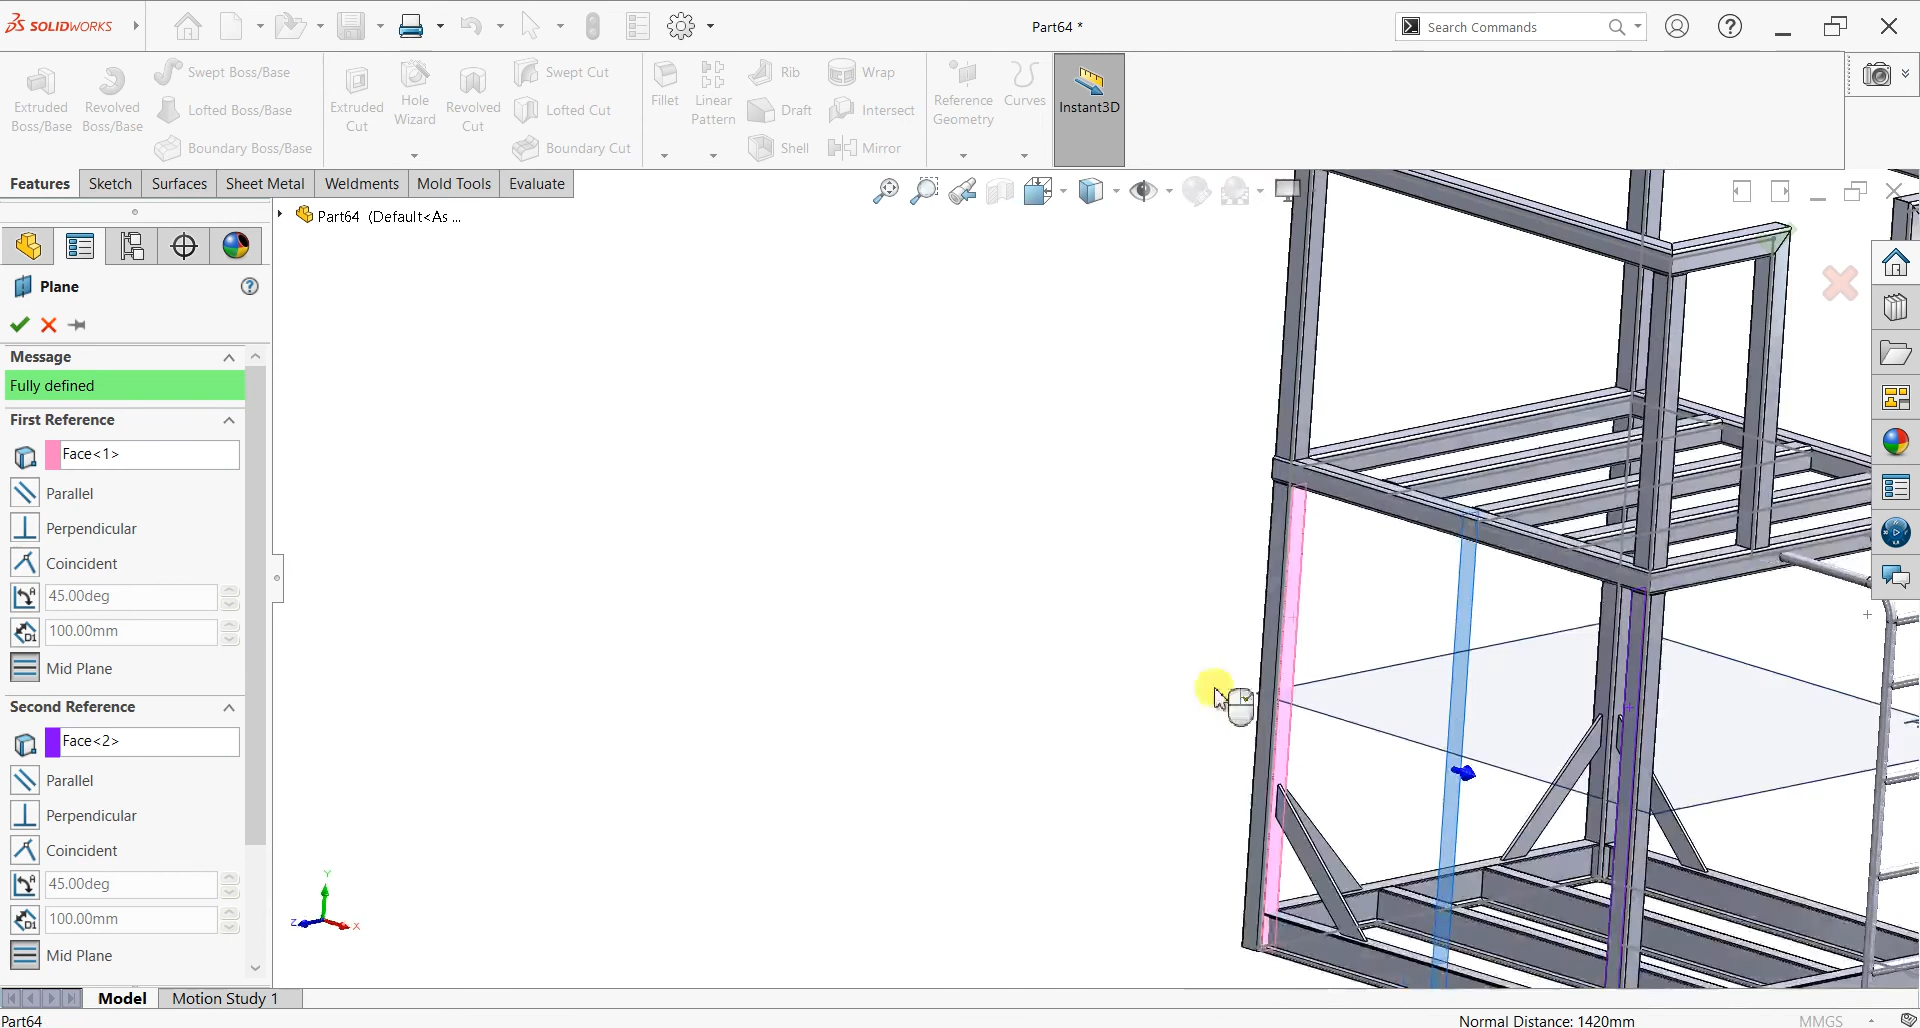 SOLIDWORKS
Part64 *
Search Commands
Extruded Boss/Base
Revolved Boss/Base
Swept Boss/Base
Lofted Boss/Base
Boundary Boss/Base
Extruded Cut
Hole Wizard
Revolved Cut
Swept Cut
Lofted Cut
Boundary Cut
Fillet
Linear Pattern
Rib
Draft
Shell
Wrap
Intersect
Mirror
Reference Geometry
Curves
Instant3D
Features
Sketch
Surfaces
Sheet Metal
Weldments
Mold Tools
Evaluate
Part64 (Default<As ...
Plane
Message
Fully defined
First Reference
Face<1>
Parallel
Perpendicular
Coincident
45.00deg
100.00mm
Mid Plane
Second Reference
Face<2>
Parallel
Perpendicular
Coincident
45.00deg
100.00mm
Mid Plane
Y
Z
X
Model
Motion Study 1
Part64
Normal Distance: 1420mm
MMGS